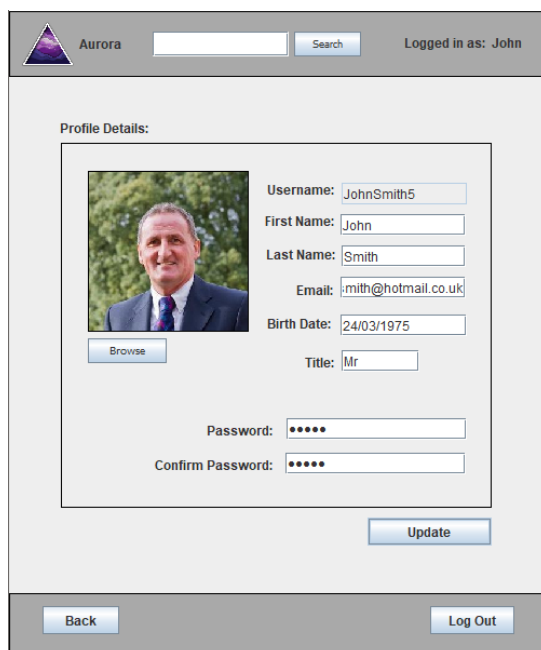 Aurora Search Logged in as: John
Profile Details:
Username: JohnSmith5
First Name: John
Last Name: Smith
Email: smith@hotmail.co.uk
Browse Birth Date: 24/03/1975
Title: Mr
Password: •••••
Confirm Password: •••••
Update
Back Log Out